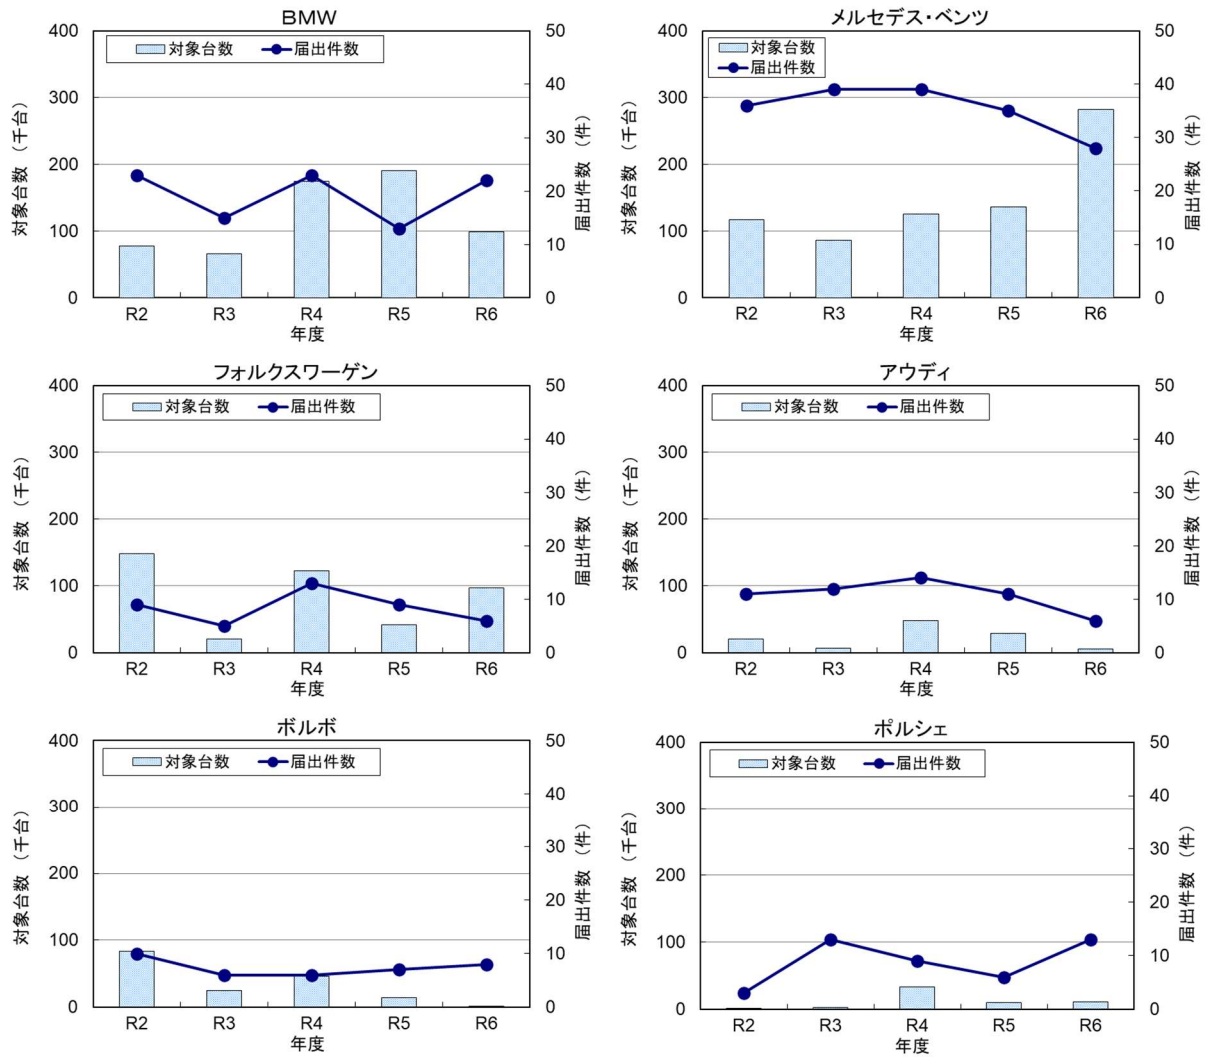 BMW
対象台数 届出件数
対象台数（千台）
400
300
200
100
0
届出件数（件）
50
40
30
20
10
0
R2 R3 R4 R5 R6
年度
メルセデス・ベンツ
対象台数
届出件数
対象台数（千台）
400
300
200
100
0
届出件数（件）
50
40
30
20
10
0
R2 R3 R4 R5 R6
年度
フォルクスワーゲン
対象台数 届出件数
対象台数（千台）
400
300
200
100
0
届出件数（件）
50
40
30
20
10
0
R2 R3 R4 R5 R6
年度
アウディ
対象台数 届出件数
対象台数（千台）
400
300
200
100
0
届出件数（件）
50
40
30
20
10
0
R2 R3 R4 R5 R6
年度
ボルボ
対象台数 届出件数
対象台数（千台）
400
300
200
100
0
届出件数（件）
50
40
30
20
10
0
R2 R3 R4 R5 R6
年度
ポルシェ
対象台数 届出件数
対象台数（千台）
400
300
200
100
0
届出件数（件）
50
40
30
20
10
0
R2 R3 R4 R5 R6
年度